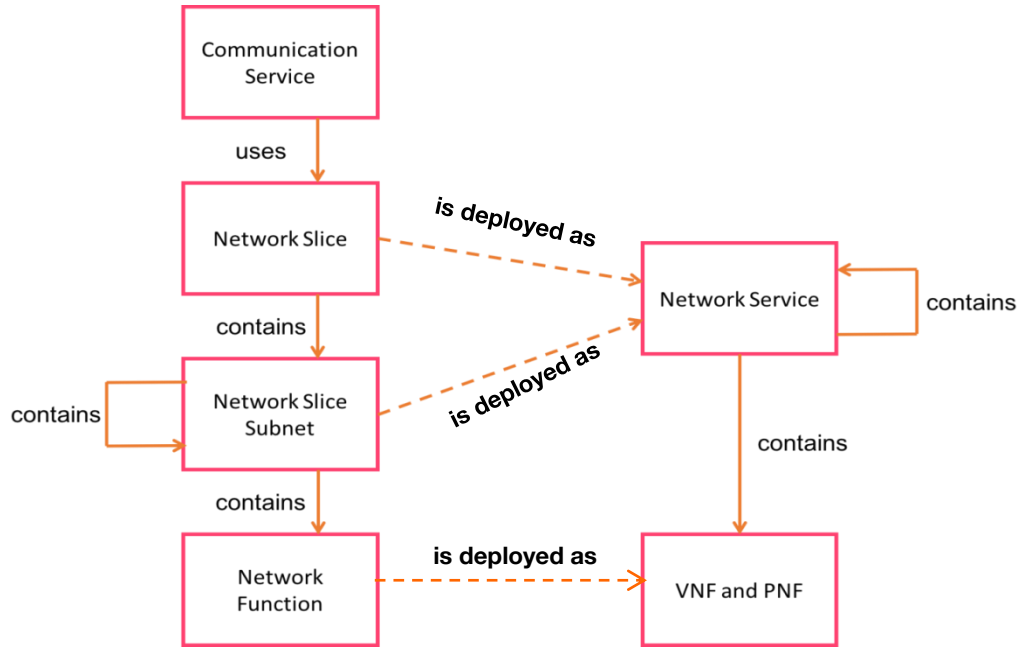 Communication
Service
uses
Network Slice
is deployed as
Network Service
contains
contains
Network Slice
Subnet
contains
is deployed as
contains
contains
Network
Function
is deployed as
VNF and PNF